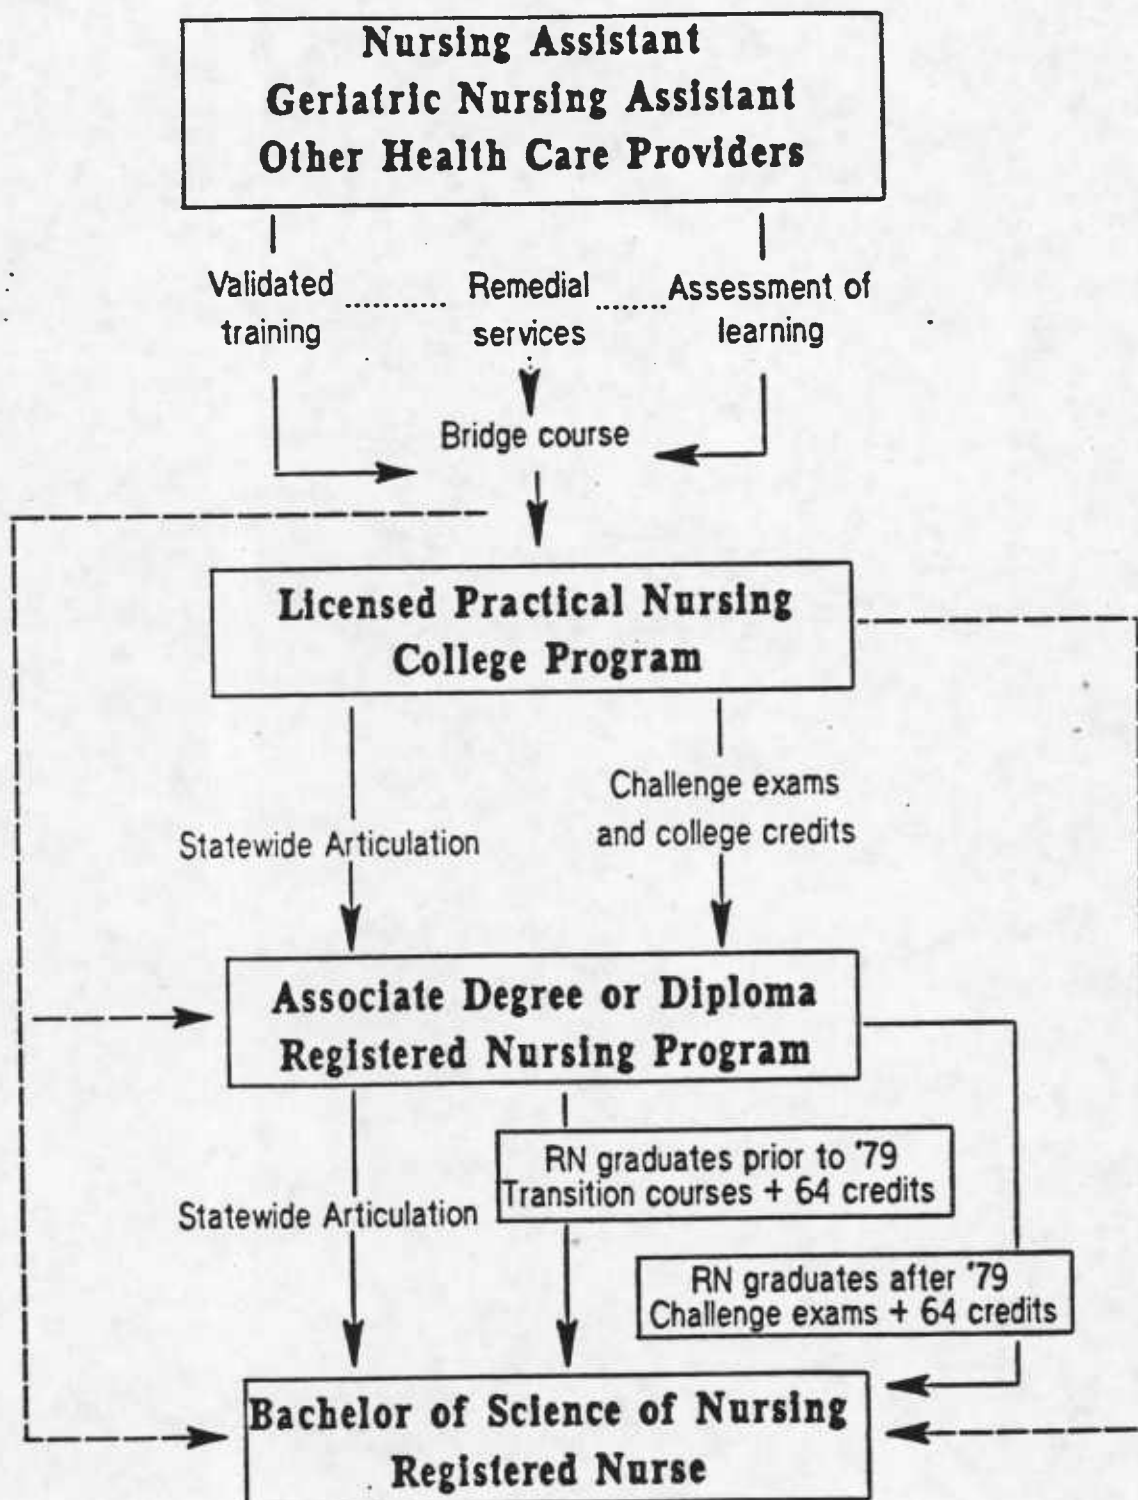 Nursing Assistant
Geriatric Nursing Assistant
Other Health Care Providers
Validated
training
Remedial
services
Assessment of
learning
Bridge course
Licensed Practical Nursing
College Program
Statewide Articulation
Challenge exams
and college credits
Associate Degree or Diploma
Registered Nursing Program
Statewide Articulation
RN graduates prior to '79
Transition courses + 64 credits
RN graduates after '79
Challenge exams + 64 credits
Bachelor of Science of Nursing
Registered Nurse